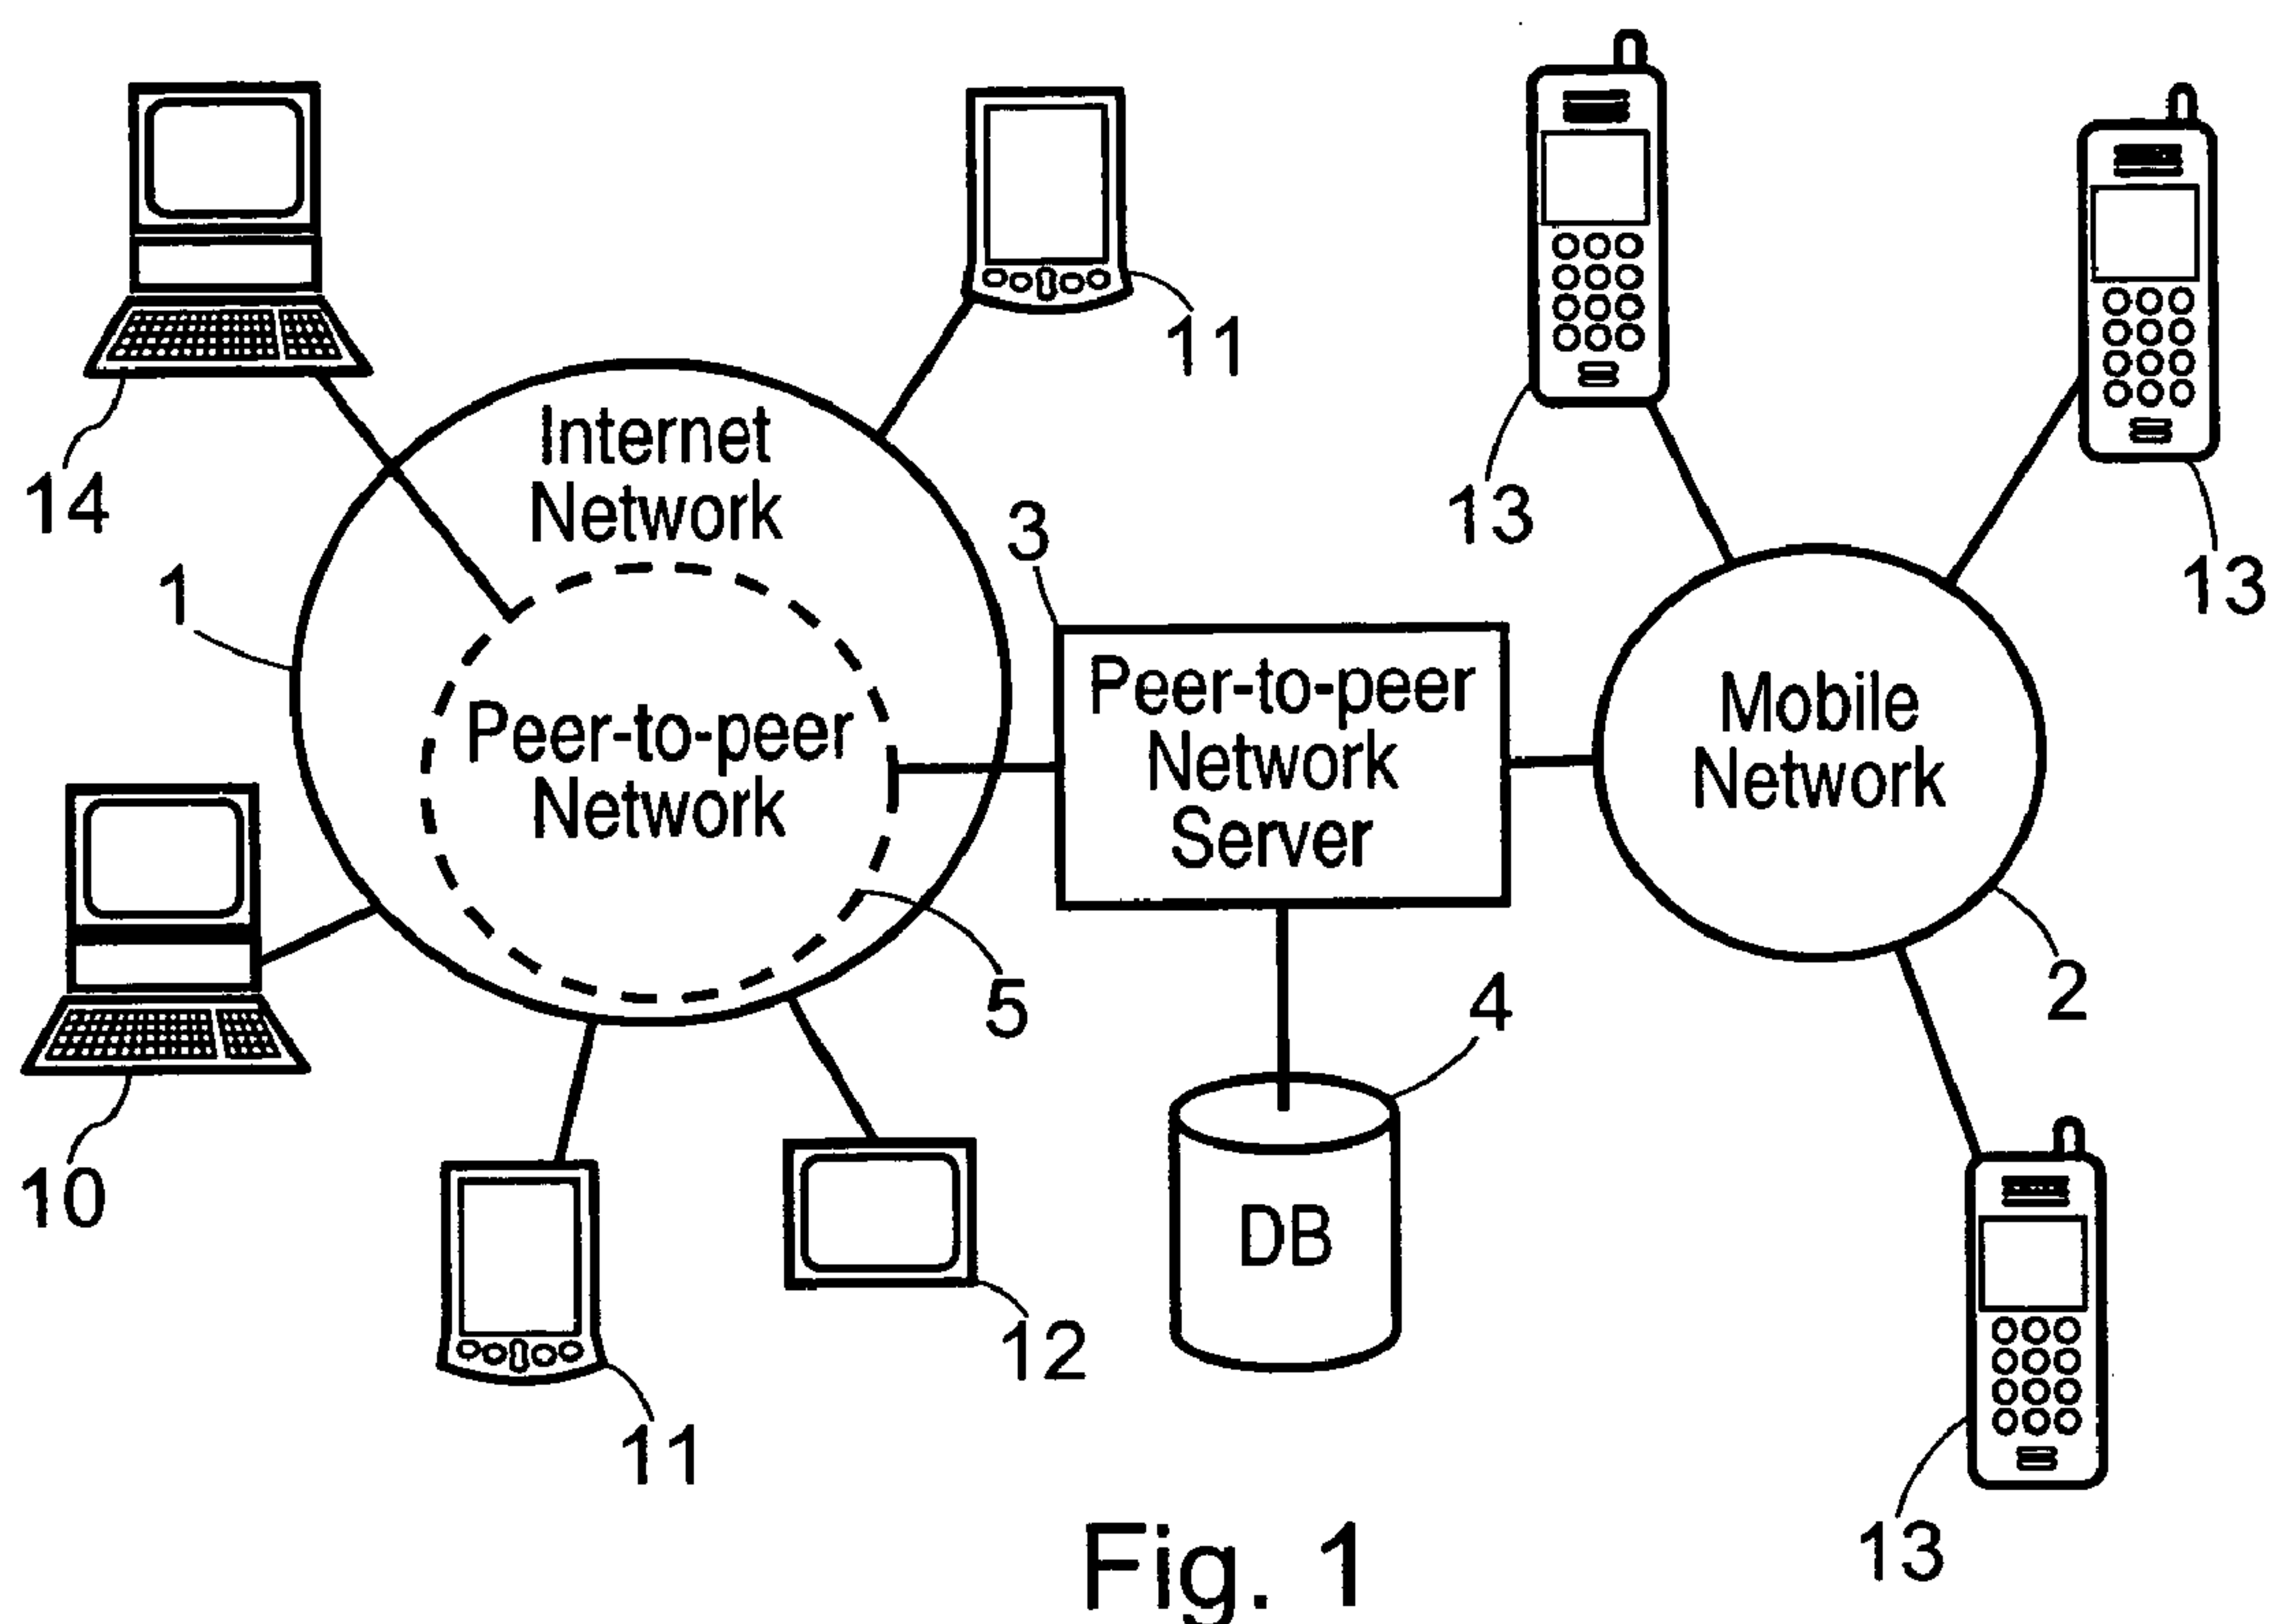 11
14
Internet
Network
13
13
3
1
Peer-to-peer
Network
Server
Mobile
Network
Peer-to-peer
Network
5
4
2
10
DB
12
11
13
Fig. 1